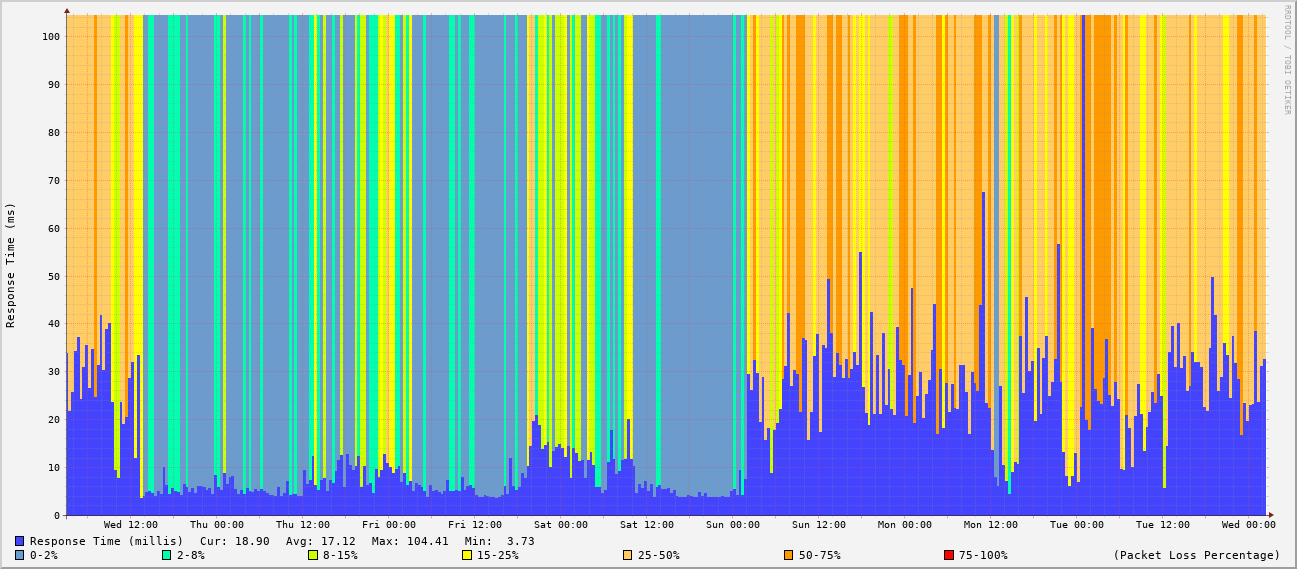 RRDTOOL / TOBI OETIKER
Response Time (ms)
100
90
80
70
60
50
40
30
20
10
0
Wed 12:00 Thu 00:00 Thu 12:00 Fri 00:00 Fri 12:00 Sat 00:00 Sat 12:00 Sun 00:00 Sun 12:00 Mon 00:00 Mon 12:00 Tue 00:00 Tue 12:00 Wed 00:00
Response Time (millis) Cur: 18.90 Avg: 17.12 Max: 104.41 Min: 3.73
0-2% 2-8% 8-15% 15-25% 25-50% 50-75% 75-100% (Packet Loss Percentage)